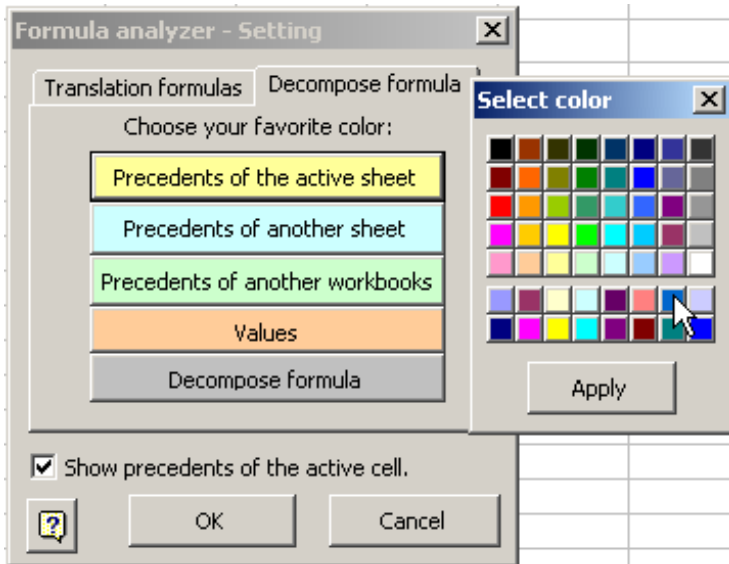 Formula analyzer - Setting
Translation formulas
Decompose formula
Choose your favorite color:
Precedents of the active sheet
Precedents of another sheet
Precedents of another workbooks
Values
Decompose formula
Show precedents of the active cell.
?
OK
Cancel
Select color
Apply